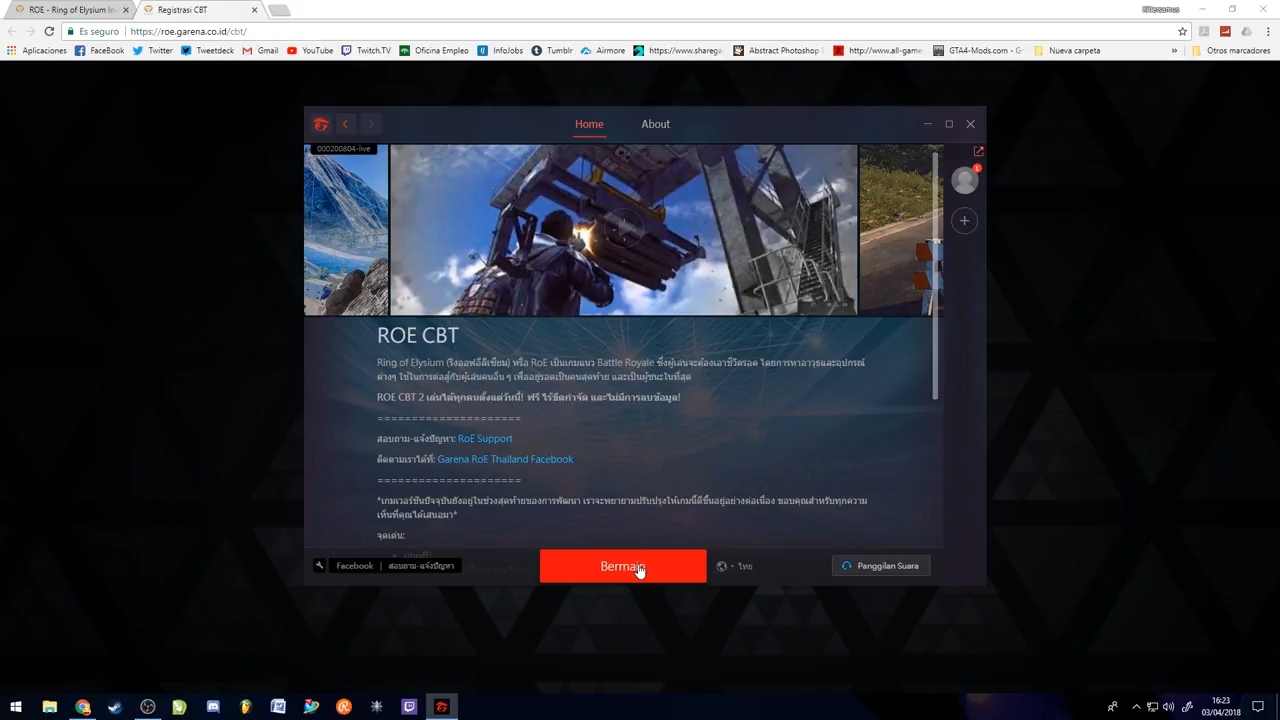 ROE - Ring of Elysium In
Registrasi CBT
Killersamus
Es seguro
https://roe.garena.co.id/cbt/
Aplicaciones
FaceBook
Twitter
Tweetdeck
Gmail
YouTube
Twitch.TV
Oficina Empleo
InfoJobs
Tumblr
Airmore
https://www.sharega
Abstract Photoshop
http://www.all-game
GTA4-Mods.com - G
Nueva carpeta
»
Otros marcadores
Home
About
000200804-live
1
ROE CBT
Ring of Elysium (ริงออฟอีลีเซียม) หรือ RoE เป็นเกมแนว Battle Royale ซึ่งผู้เล่นจะต้องเอาชีวิตรอด โดยการหาอาวุธและอุปกรณ์
ต่างๆ ใช้ในการต่อสู้กับผู้เล่นคนอื่น ๆ เพื่ออยู่รอดเป็นคนสุดท้าย และเป็นผู้ชนะในที่สุด
ROE CBT 2 เล่นได้ทุกคนตั้งแต่วันนี้! ฟรี ไร้ขีดจำกัด และไม่มีการลบข้อมูล!
=====================
สอบถาม-แจ้งปัญหา: RoE Support
ติดตามเราได้ที่: Garena RoE Thailand Facebook
=====================
*เกมเวอร์ชันปัจจุบันยังอยู่ในช่วงสุดท้ายของการพัฒนา เราจะพยายามปรับปรุงให้เกมนี้ดีขึ้นอยู่อย่างต่อเนื่อง ขอบคุณสำหรับทุกความ
เห็นที่คุณได้เสนอมา*
จุดเด่น:
Facebook | สอบถาม-แจ้งปัญหา
Bermain
ไทย
Panggilan Suara
16:23
03/04/2018